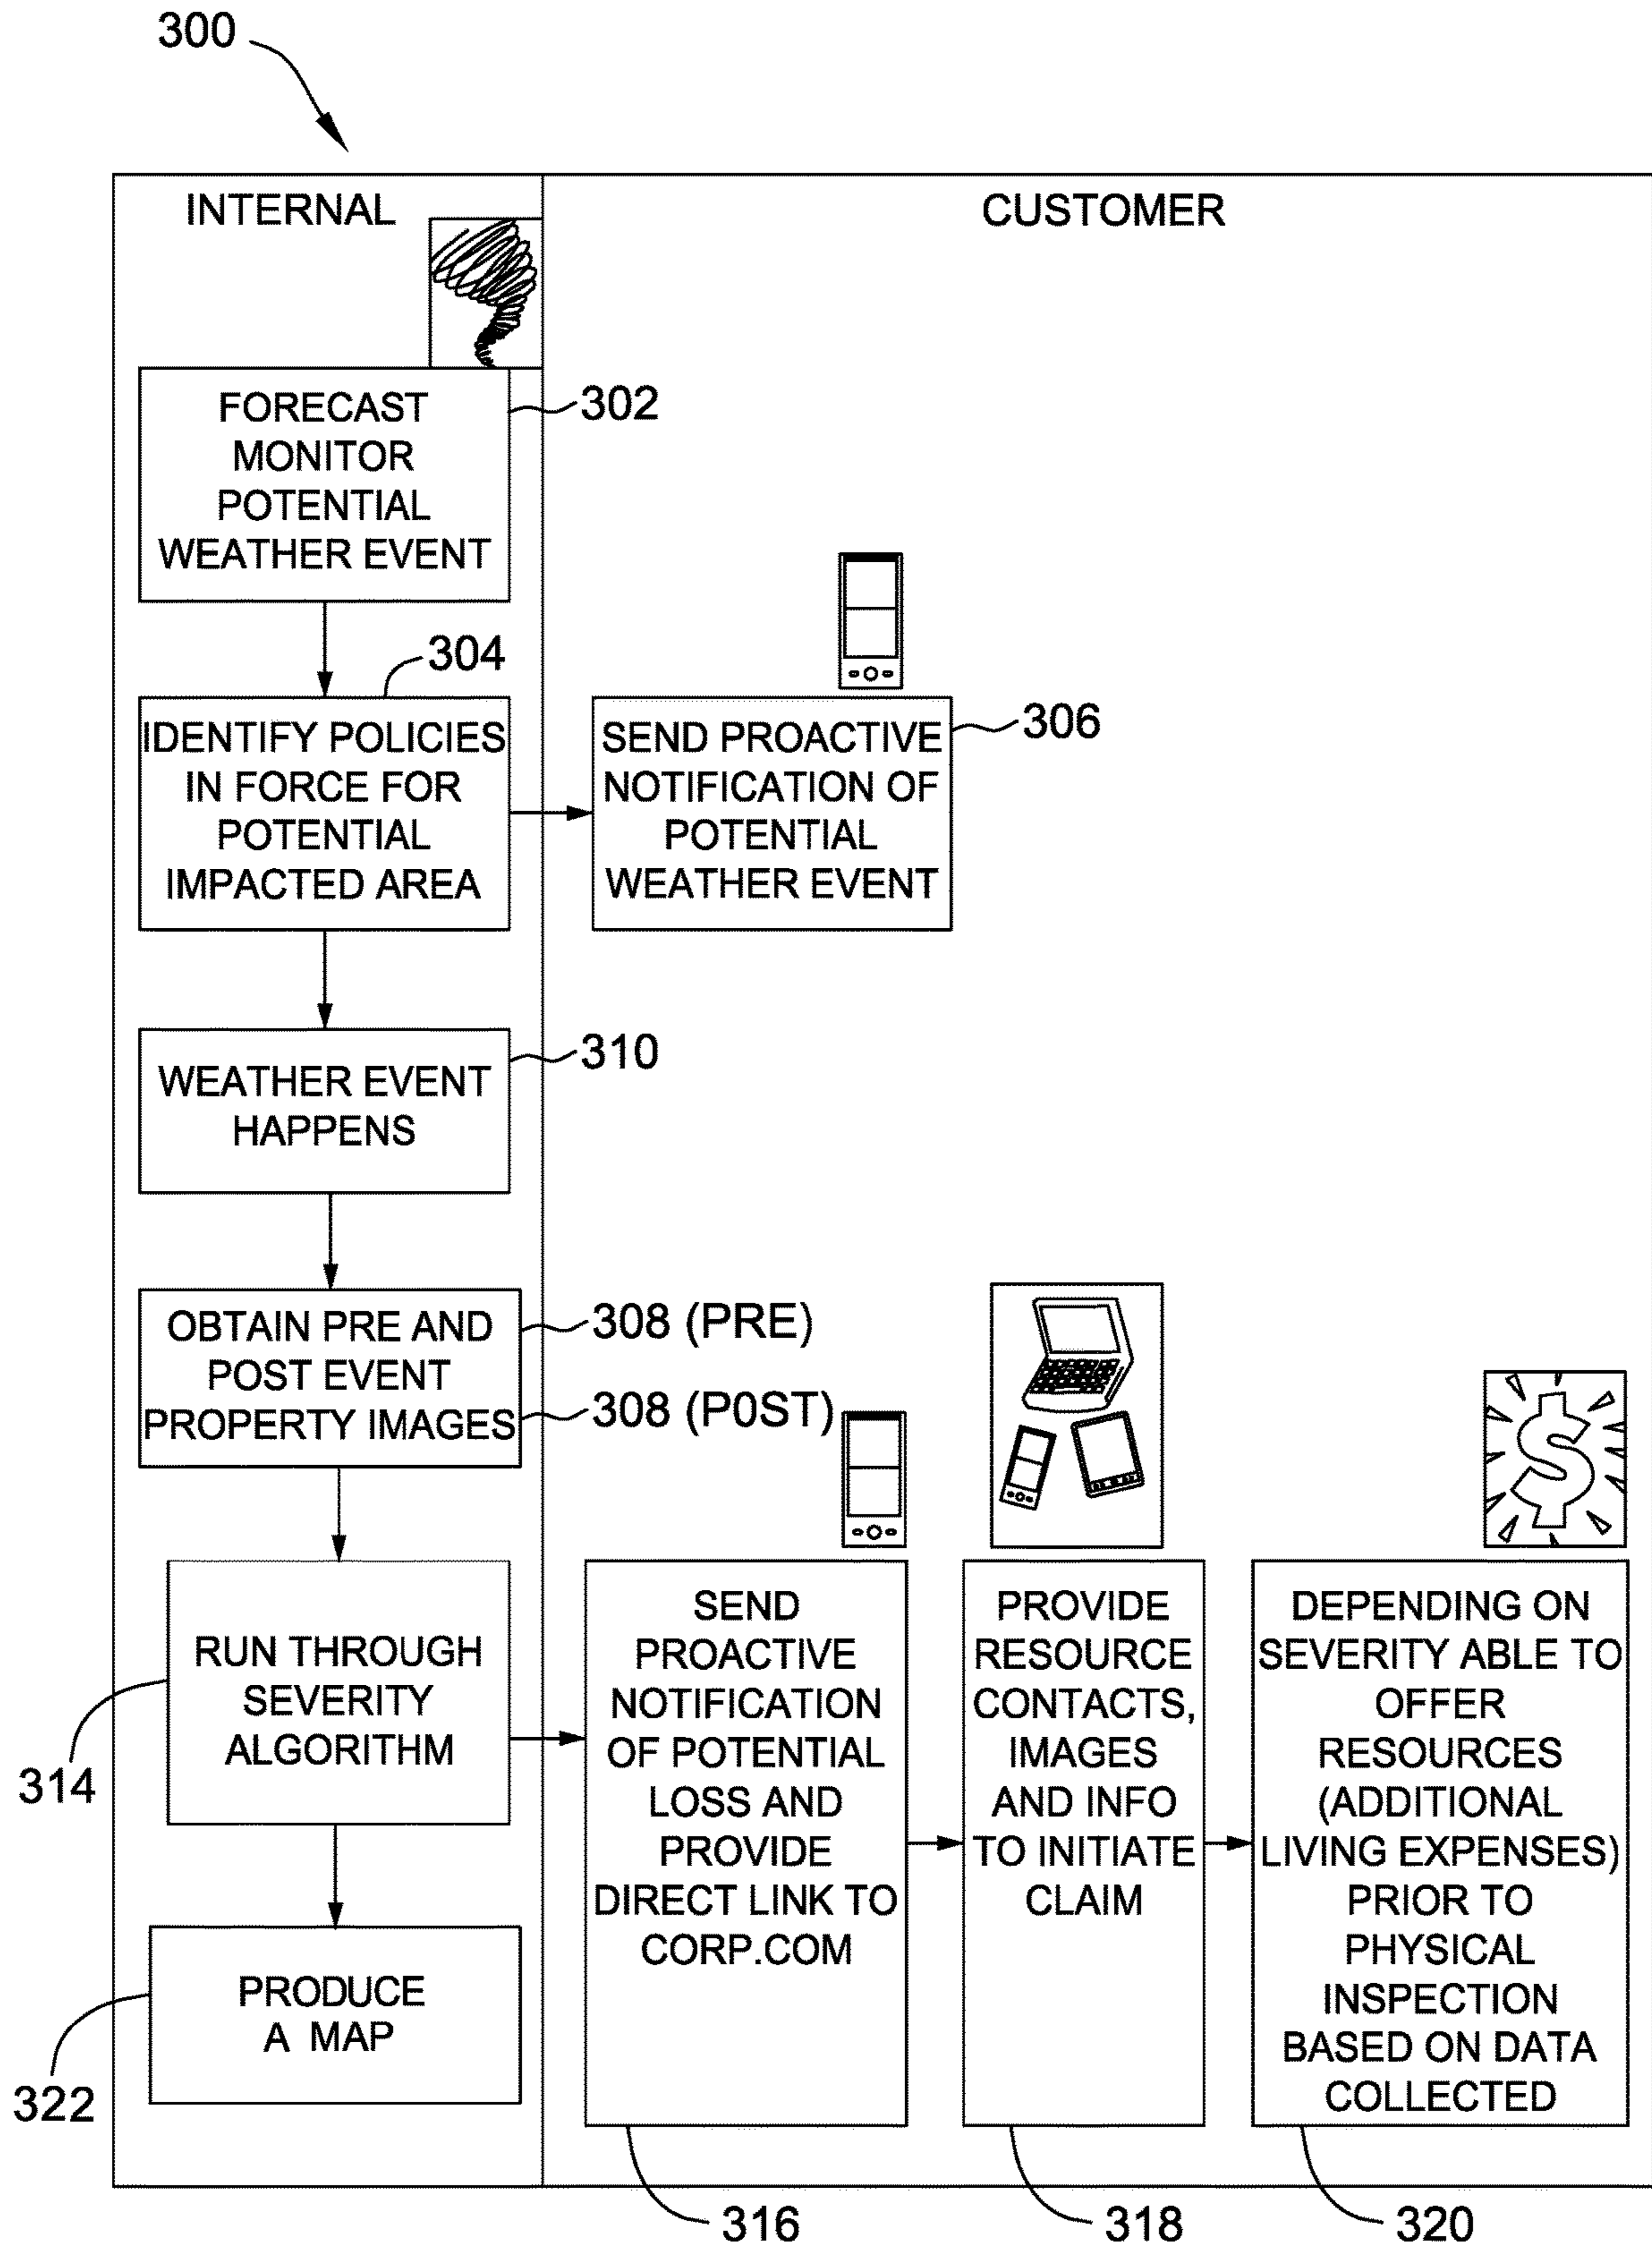 300
INTERNAL
CUSTOMER
FORECAST
MONITOR
POTENTIAL
WEATHER EVENT
302
304
IDENTIFY POLICIES
IN FORCE FOR
POTENTIAL
IMPACTED AREA
SEND PROACTIVE
NOTIFICATION OF
POTENTIAL
WEATHER EVENT
306
WEATHER EVENT
HAPPENS
310
OBTAIN PRE AND
POST EVENT
PROPERTY IMAGES
308 (PRE)
308 (P0ST)
RUN THROUGH
SEVERITY
ALGORITHM
314
SEND
PROACTIVE
NOTIFICATION
OF POTENTIAL
LOSS AND
PROVIDE
DIRECT LINK TO
CORP.COM
PROVIDE
RESOURCE
CONTACTS,
IMAGES
AND INFO
TO INITIATE
CLAIM
DEPENDING ON
SEVERITY ABLE TO
OFFER
RESOURCES
(ADDITIONAL
LIVING EXPENSES)
PRIOR TO
PHYSICAL
INSPECTION
BASED ON DATA
COLLECTED
PRODUCE
A MAP
322
316
318
320
$